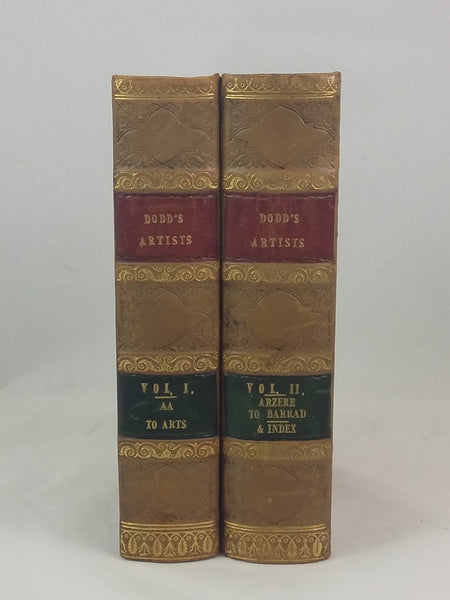 DODD'S
ARTISTS
VOL. I.
AA
TO ARTS
DODD'S
ARTISTS
VOL. II.
ARZERE
TO BARRAD
& INDEX